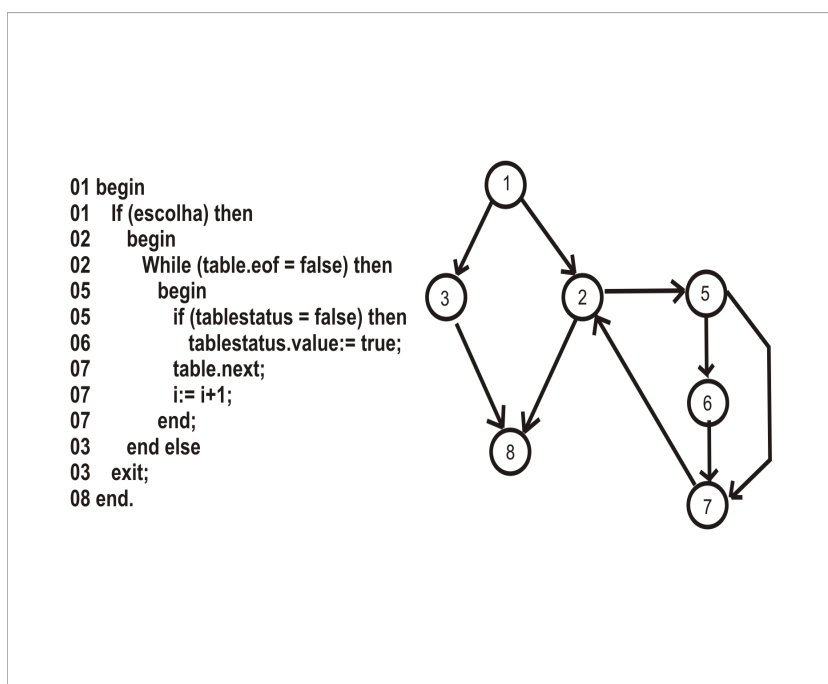 01 begin
01 If (escolha) then
02 begin
02 While (table.eof = false) then
05 begin
05 if (tablestatus = false) then
06 tablestatus.value:= true;
07 table.next;
07 i:= i+1;
07 end;
03 end else
03 exit;
08 end.
1
3
2
5
6
8
7